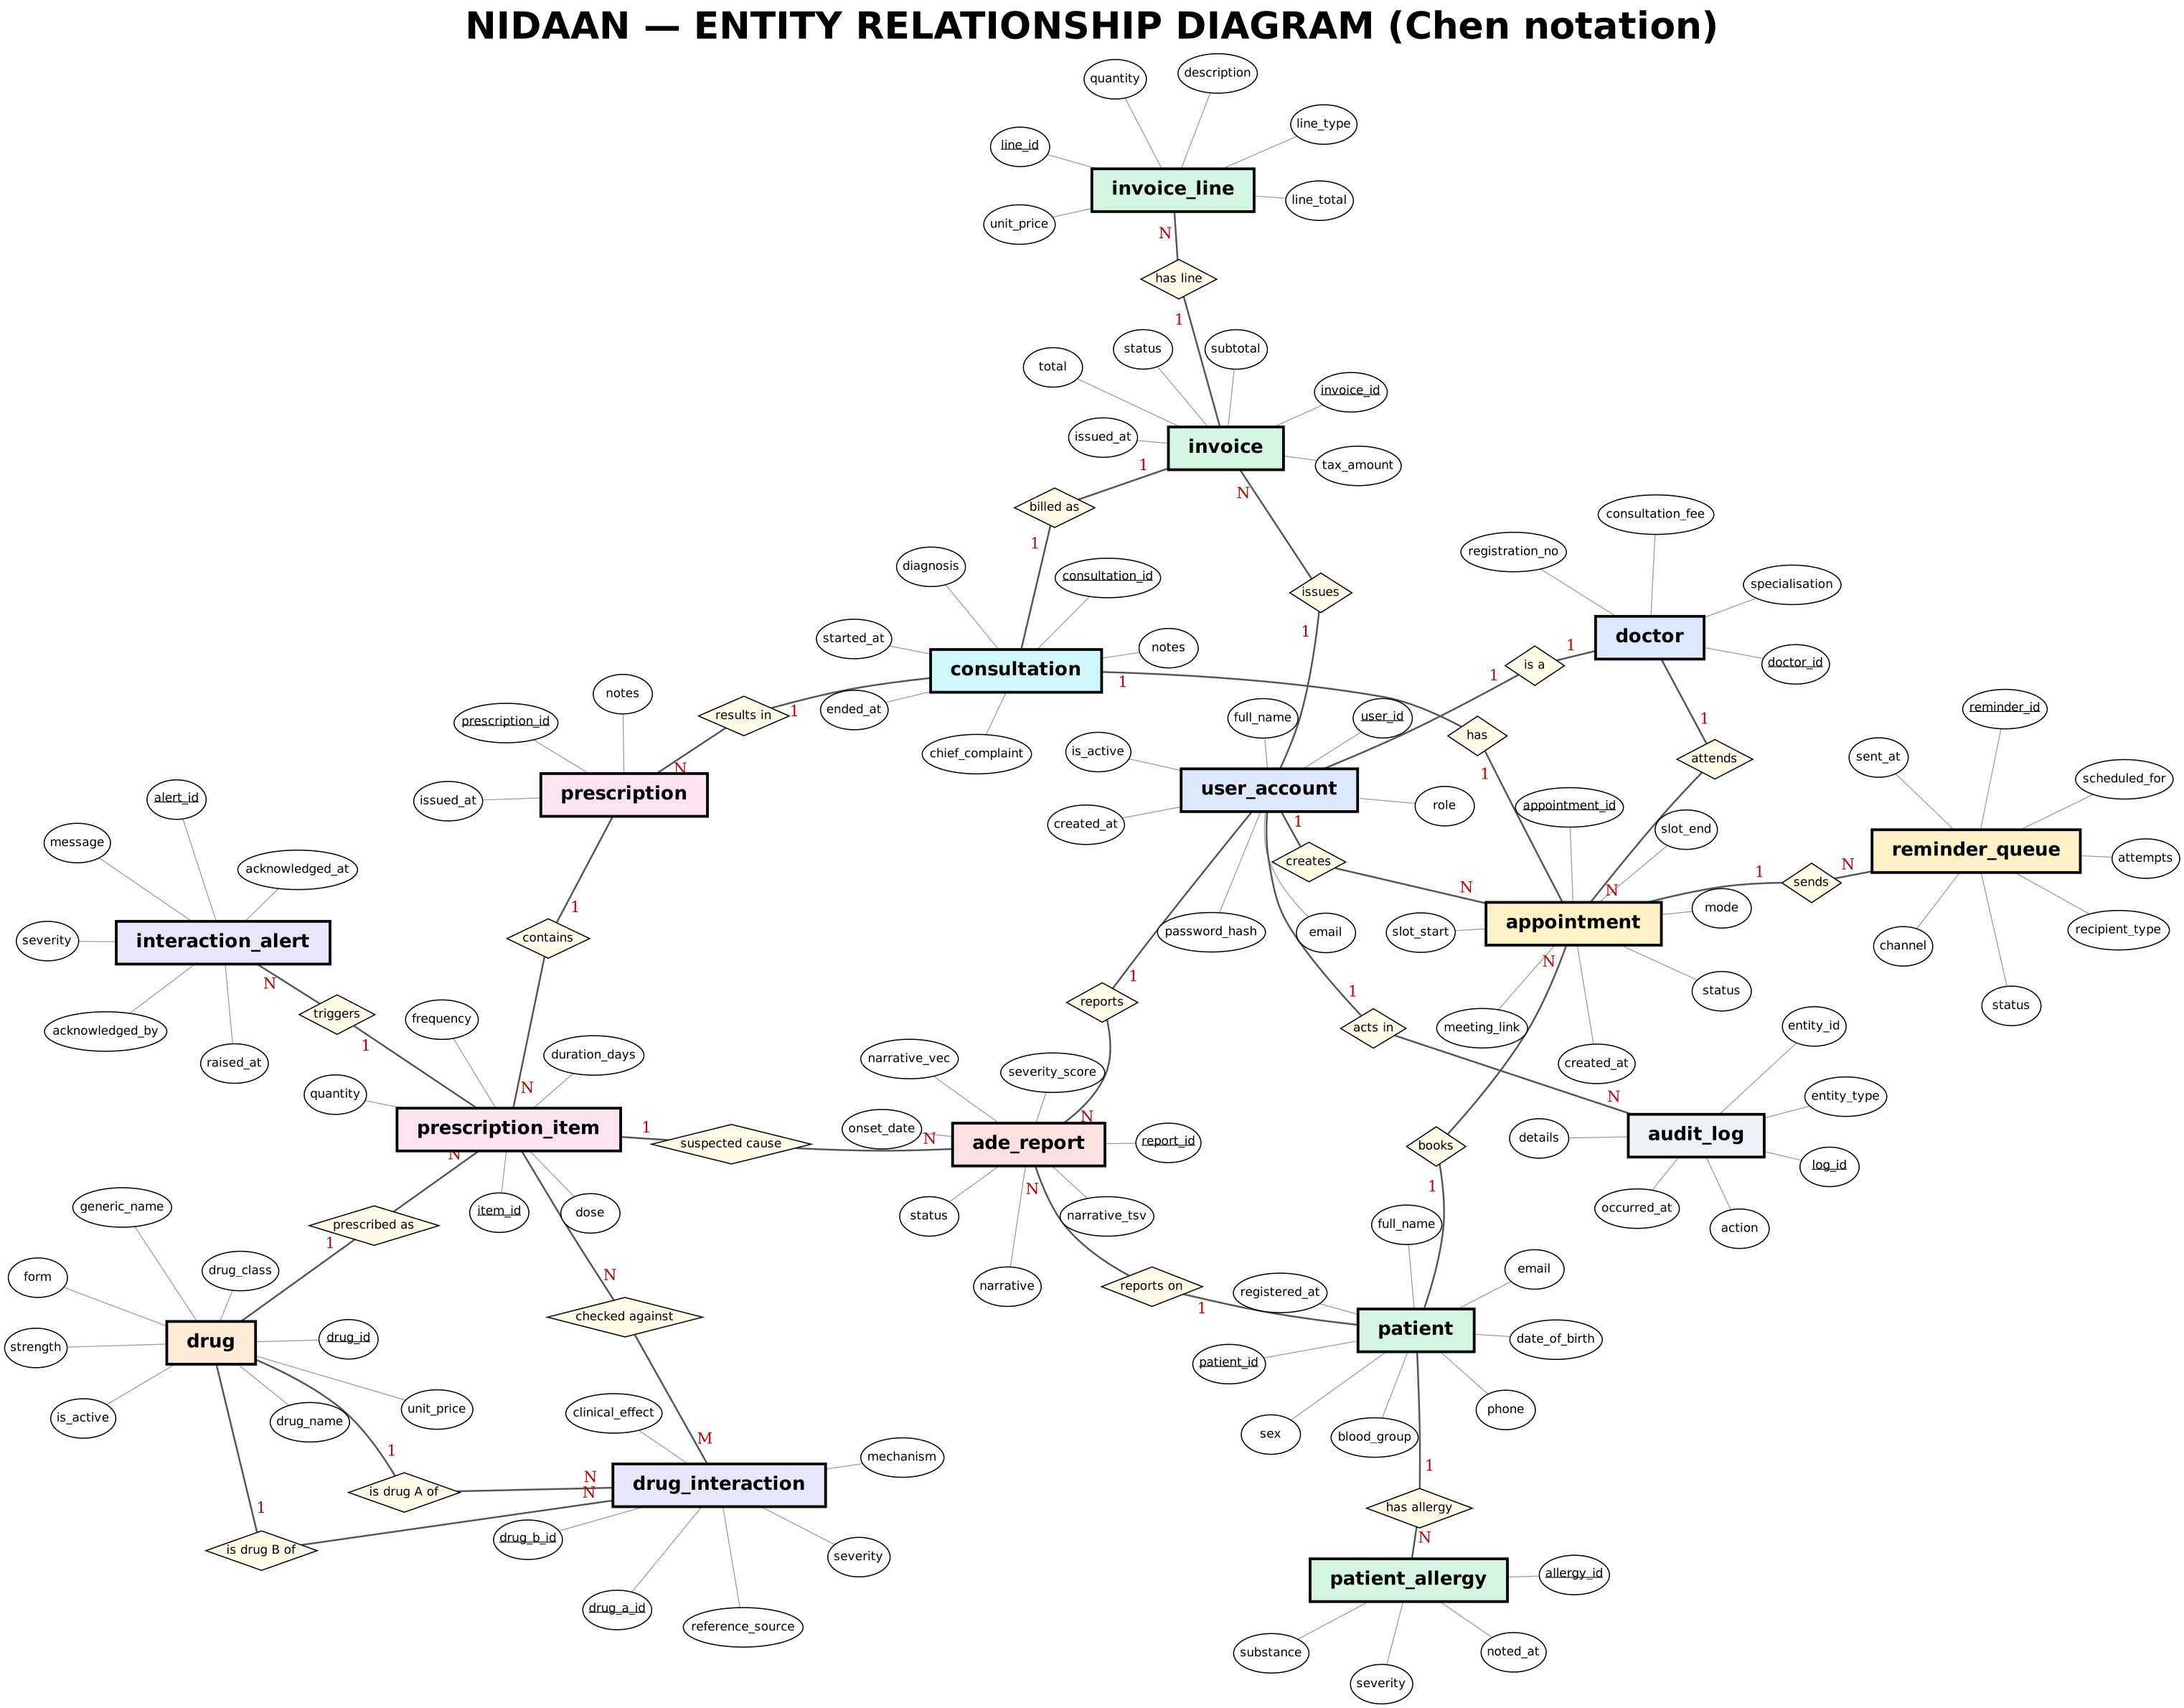 NIDAAN — ENTITY RELATIONSHIP DIAGRAM (Chen notation)
quantity
description
line_type
line_id
invoice_line
line_total
unit_price
N
has line
1
status
subtotal
total
invoice_id
issued_at
invoice
tax_amount
1
N
billed as
1
consultation_fee
registration_no
diagnosis
consultation_id
issues
specialisation
1
started_at
notes
consultation
doctor
1
is a
1
doctor_id
1
ended_at
results in
1
notes
prescription_id
chief_complaint
full_name
user_id
has
1
1
attends
reminder_id
sent_at
scheduled_for
is_active
N
prescription
issued_at
user_account
role
created_at
1
creates
N
appointment_id
slot_end
reminder_queue
attempts
N
1
sends
N
alert_id
message
acknowledged_at
severity
interaction_alert
1
contains
password_hash
email
slot_start
appointment
mode
recipient_type
channel
N
status
status
N
triggers
1
acknowledged_by
raised_at
frequency
duration_days
quantity
N
1
reports
1
acts in
meeting_link
created_at
entity_id
entity_type
N
narrative_vec
severity_score
onset_date
N
prescription_item
1
suspected cause
N
ade_report
report_id
books
1
details
audit_log
log_id
occurred_at
action
N
item_id
dose
status
N
narrative_tsv
narrative
generic_name
prescribed as
1
drug_class
form
strength
drug
drug_id
is_active
drug_name
unit_price
N
checked against
M
reports on
1
full_name
email
registered_at
patient
date_of_birth
patient_id
sex
blood_group
phone
1
clinical_effect
mechanism
1
is drug A of
N
N
drug_interaction
1
is drug B of
drug_b_id
severity
drug_a_id
reference_source
has allergy
N
patient_allergy
allergy_id
substance
severity
noted_at